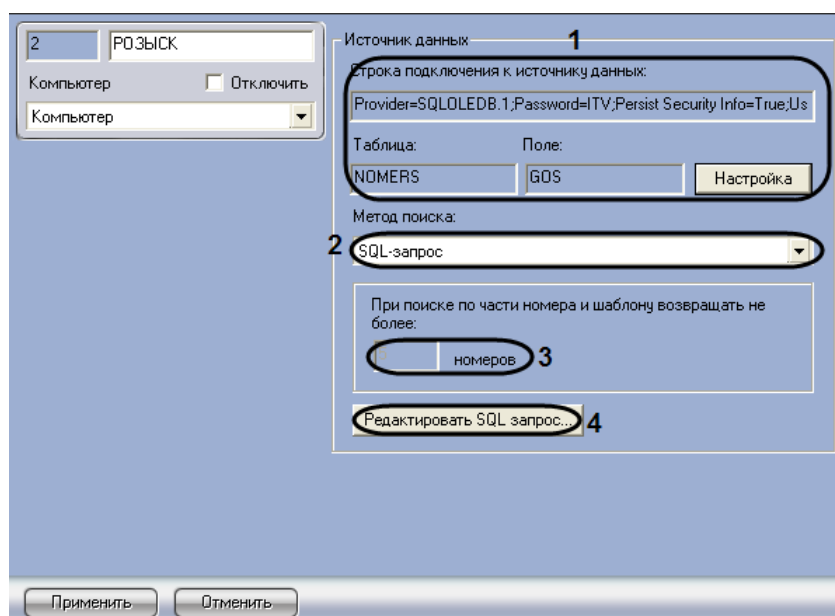 2 РОЗЫСК
Компьютер Отключить
Компьютер
Источник данных 1
Строка подключения к источнику данных:
Provider=SQLOLEDB.1;Password=ITV;Persist Security Info=True;Us
Таблица: Поле:
NOMERS GOS Настройка
Метод поиска:
2 SQL-запрос
При поиске по части номера и шаблону возвращать не
более:
номеров 3
Редактировать SQL запрос... 4
Применить Отменить